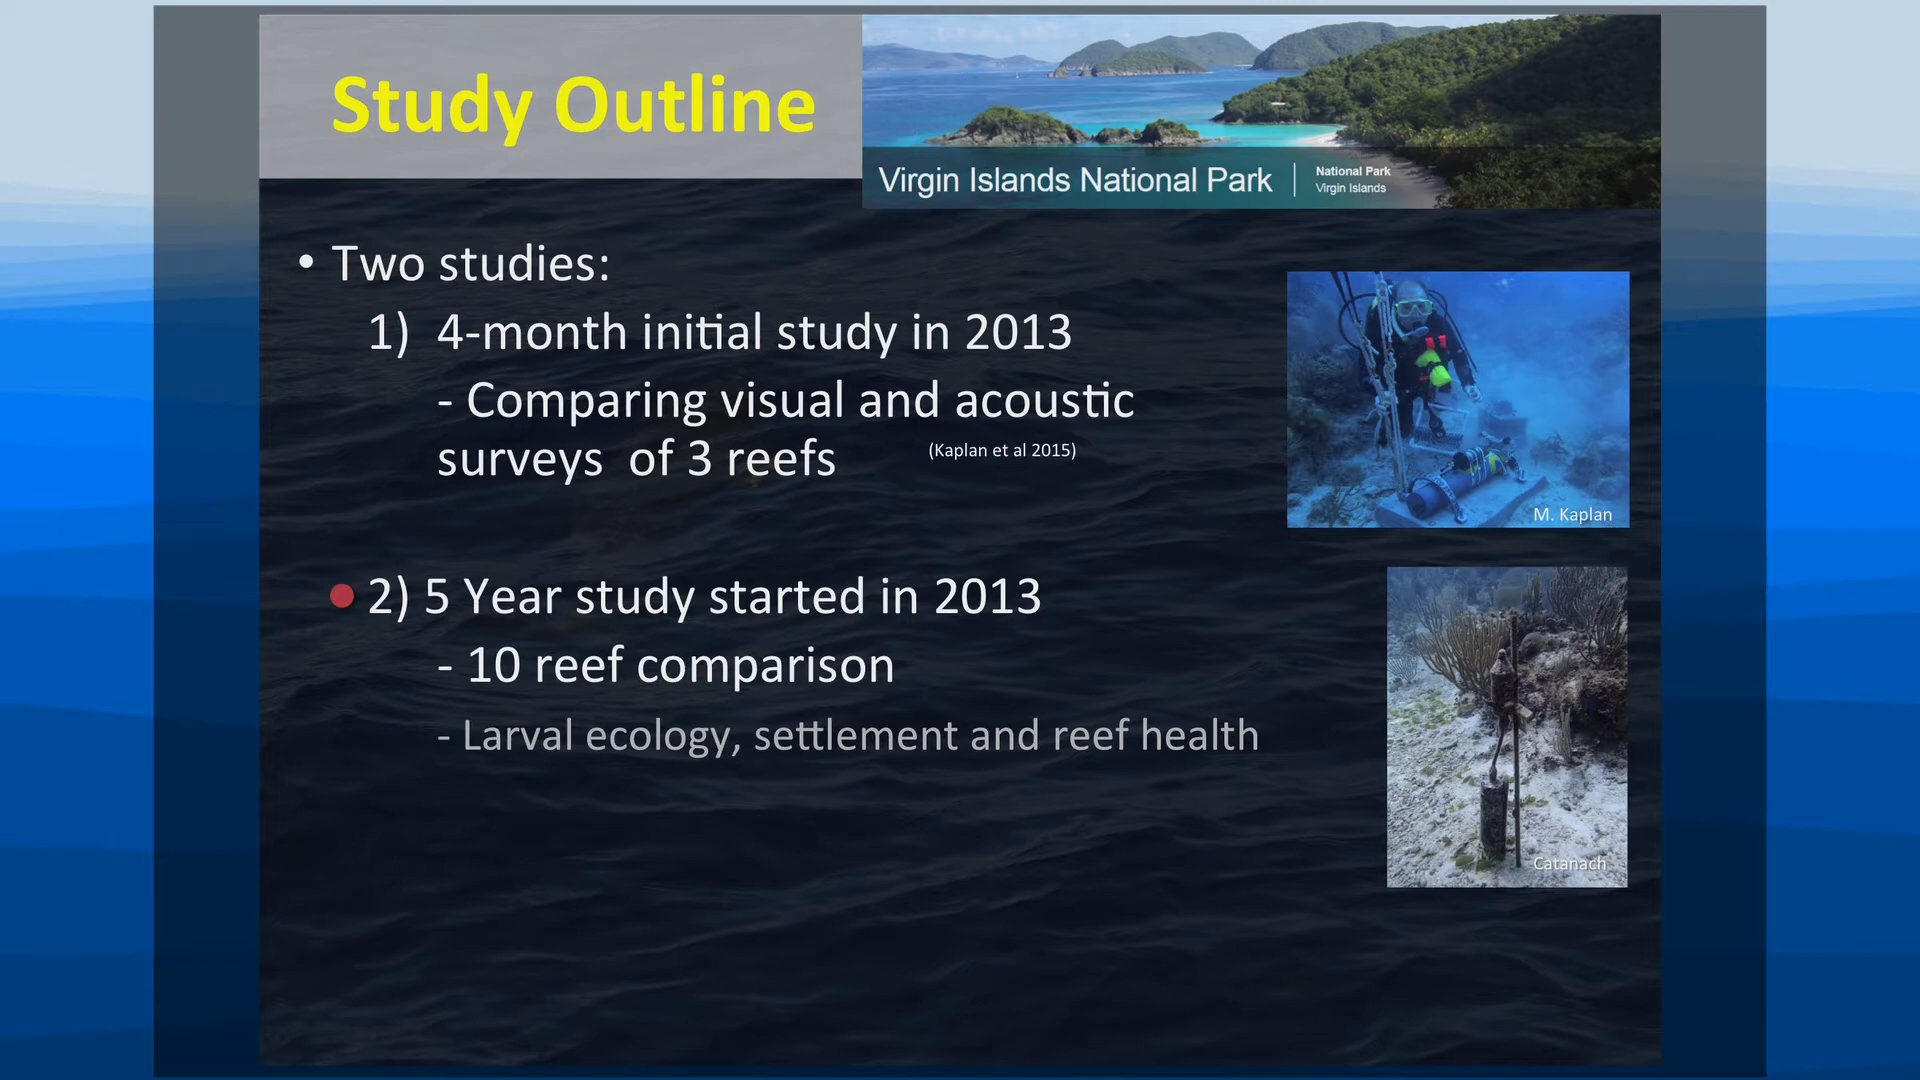 Study Outline
Virgin Islands National Park
National Park
Virgin Islands
• Two studies:
1) 4-month initial study in 2013
- Comparing visual and acoustic
surveys of 3 reefs
(Kaplan et al 2015)
M. Kaplan
2) 5 Year study started in 2013
- 10 reef comparison
- Larval ecology, settlement and reef health
Catanach